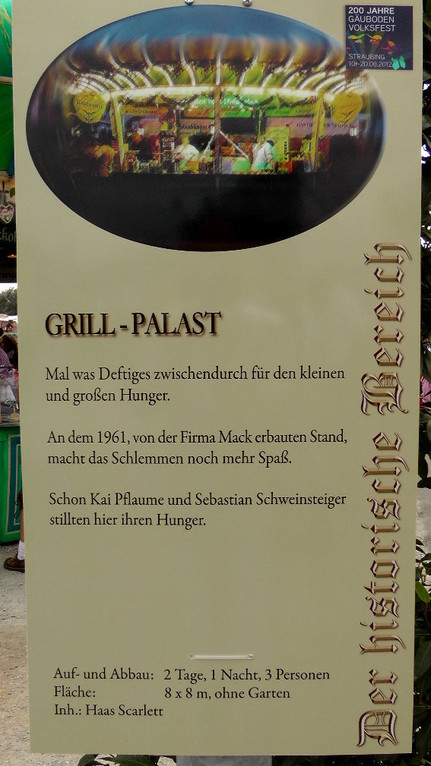 200 JAHRE
GÄUBODEN
VOLKSFEST
STRAUBING
GRILL - PALAST
Mal was Deftiges zwischendurch für den kleinen
und großen Hunger.
An dem 1961, von der Firma Mack erbauten Stand,
macht das Schlemmen noch mehr Spaß.
Schon Kai Pflaume und Sebastian Schweinsteiger
stillten hier ihren Hunger.
Auf- und Abbau: 2 Tage, 1 Nacht, 3 Personen
Fläche: 8 x 8 m, ohne Garten
Inh.: Haas Scarlett
Der historische Bereich